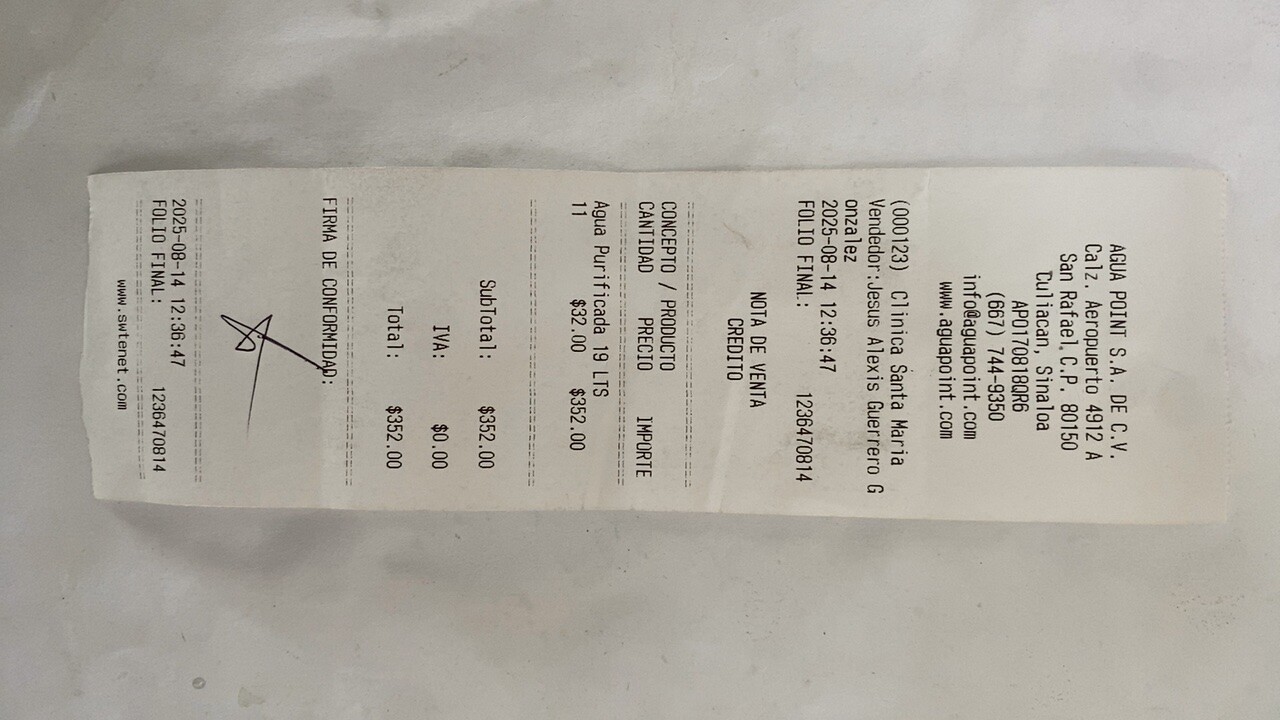 AGUA POINT S.A. DE C.V.
Calz. Aeropuerto 4912 A
San Rafael, C.P. 80150
Culiacan, Sinaloa
APO170818QR6
(667) 744-9350
info@aguapoint.com
www.aguapoint.com
(000123) Clinica Santa Maria
Vendedor:Jesus Alexis Guerrero G
onzalez
2025-08-14 12:36:47
FOLIO FINAL: 1236470814
NOTA DE VENTA
CREDITO
CONCEPTO / PRODUCTO
CANTIDAD PRECIO IMPORTE
Agua Purificada 19 LTS
11 $32.00 $352.00
SubTotal: $352.00
IVA: $0.00
Total: $352.00
FIRMA DE CONFORMIDAD:
2025-08-14 12:36:47
FOLIO FINAL: 1236470814
www.swtenet.com